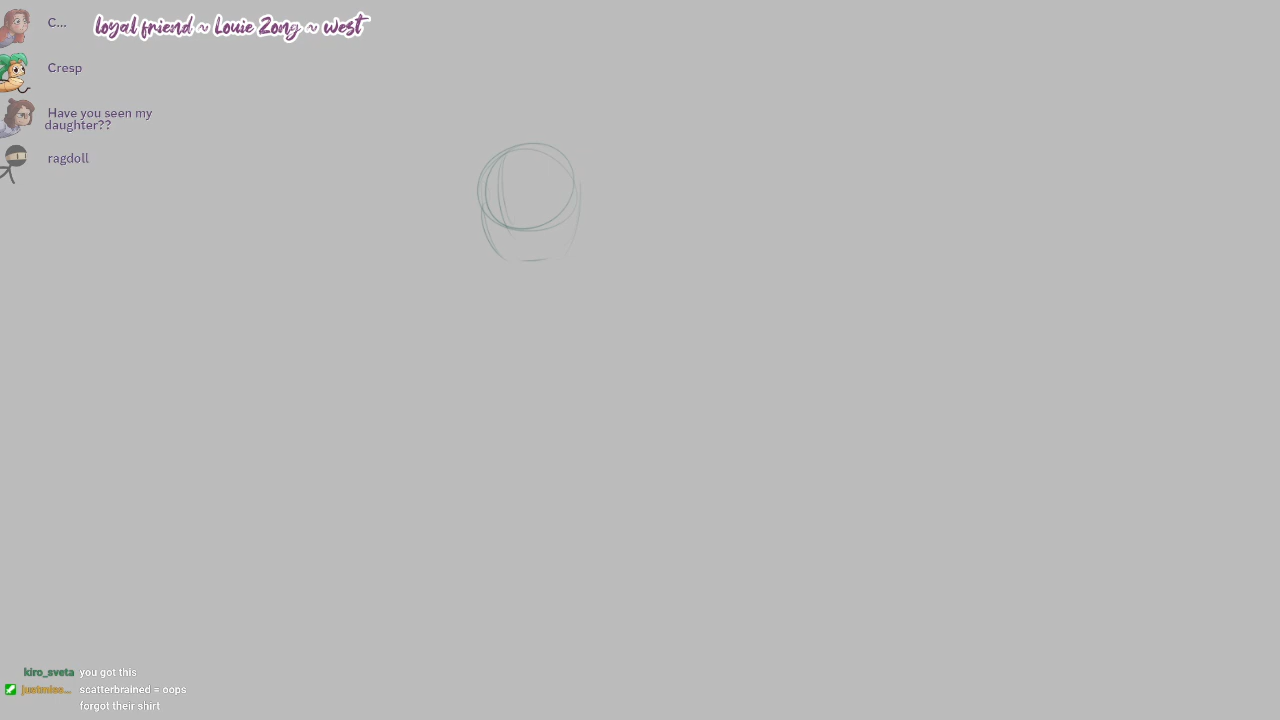 C...
loyal friend ~ Louie Zong ~ west
Cresp
Have you seen my
daughter??
ragdoll
kiro_sveta you got this
justmiss... scatterbrained = oops
forgot their shirt